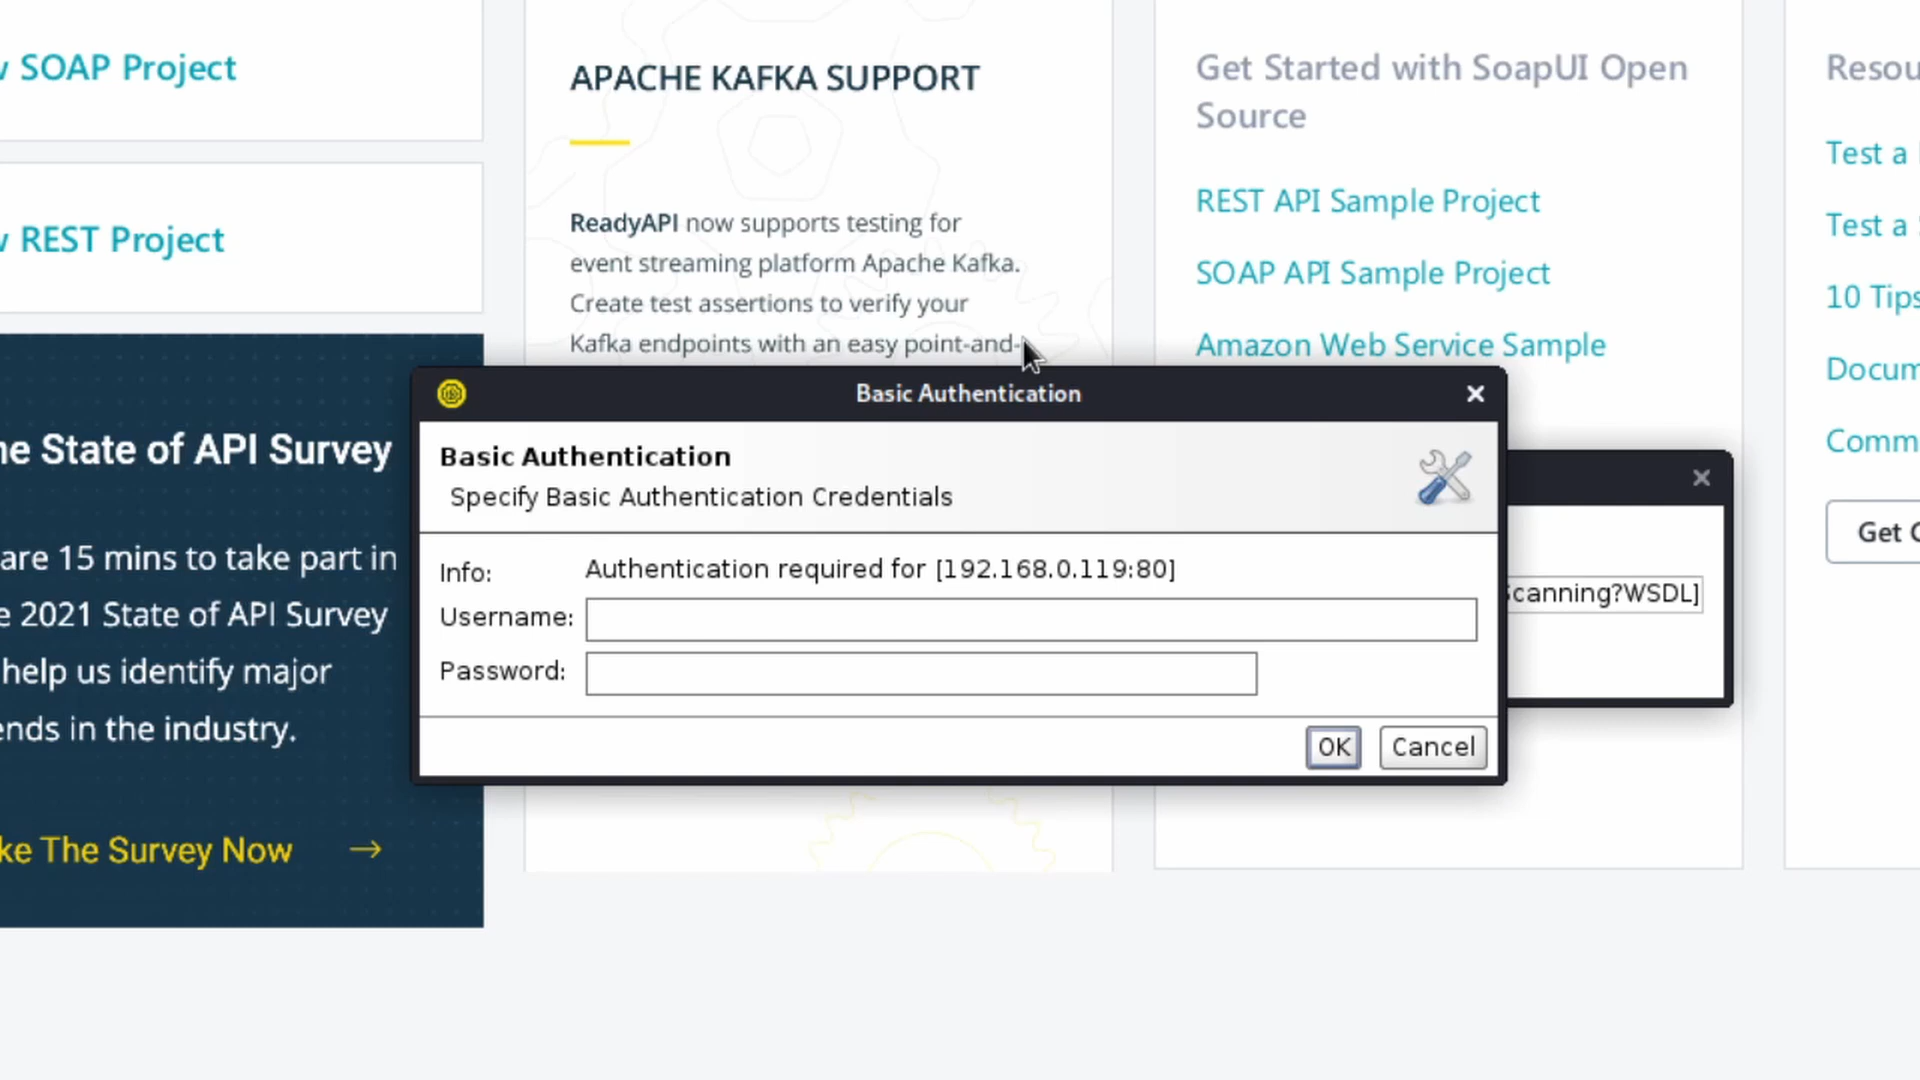 SOAP Project
REST Project
State of API Survey
are 15 mins to take part in
2021 State of API Survey
help us identify major
in the industry.
The Survey Now
APACHE KAFKA SUPPORT
ReadyAPI now supports testing for
event streaming platform Apache Kafka.
Create test assertions to verify your
Kafka endpoints with an easy point-and-
Get Started with SoapUI Open
Source
REST API Sample Project
SOAP API Sample Project
Amazon Web Service Sample
Test a
Test a
10 Tips
Get
Basic Authentication
Basic Authentication
Specify Basic Authentication Credentials
Info: Authentication required for [192.168.0.119:80]
Username:
Password:
OK Cancel
canning?WSDL]